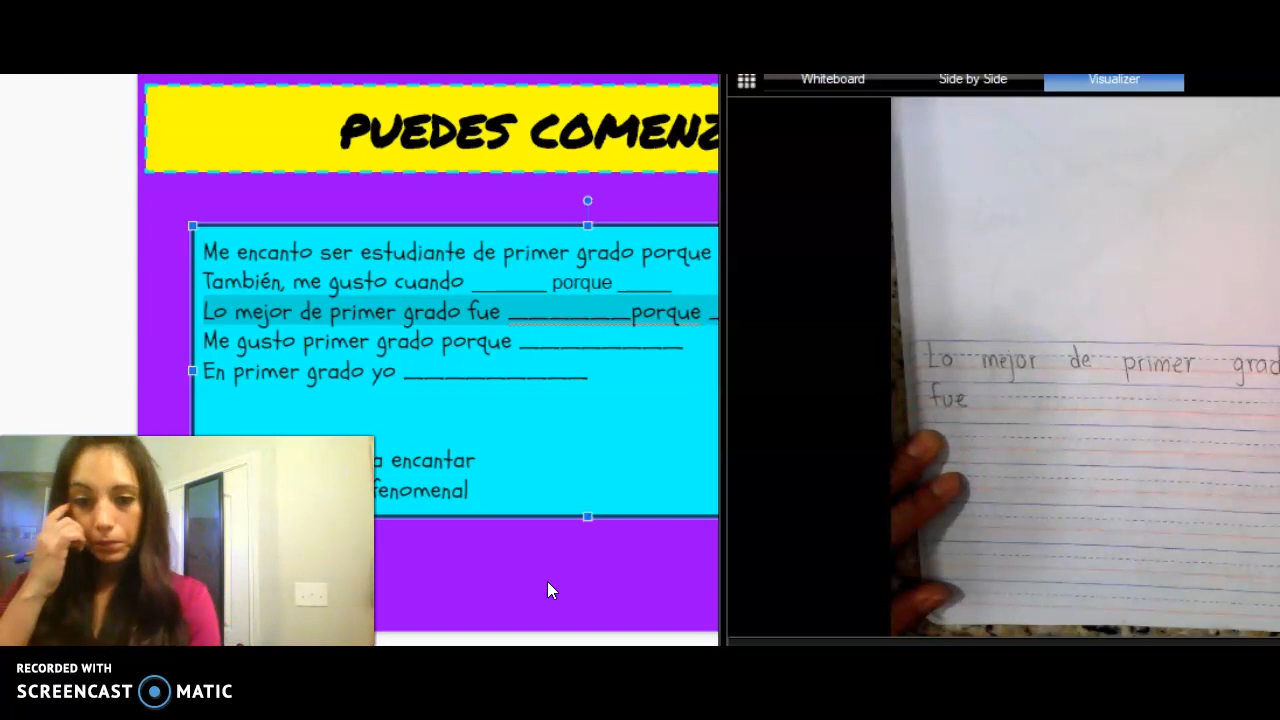 Whiteboard Side by Side Visualizer
PUEDES COMENZ
Me encanto ser estudiante de primer grado porque
También, me gusto cuando _______ porque _____
Lo mejor de primer grado fue ___________porque _
Me gusto primer grado porque ______________
En primer grado yo ________________
a encantar
fenomenal
Lo mejor de primer grad
fue
RECORDED WITH
SCREENCAST MATIC